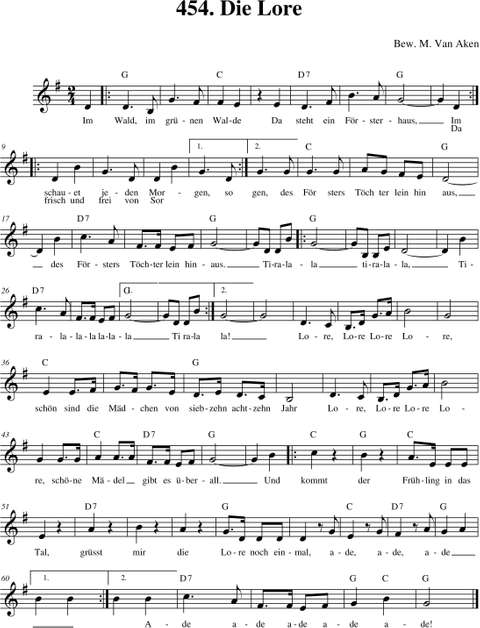 454. Die Lore
Bew. M. Van Aken
G C D7 G
Im Wald, im grü-nen Wal-de Da steht ein Förs-ter-haus, Im
Da
9 1. 2. G C G
schau-et je-den Mor-gen, so gen, des För sters Töch ter lein hin aus,
frisch und frei von Sor
17 D7 G G
des För-sters Töch-ter lein hin-aus. Ti-ra-la la ti-ra-la-la, Ti-
26 D7 1. G 2. G
ra-la-la-la-la-la-la Ti rala la! Lo-re, Lo-re Lo-re Lo-re,
36 C D7 G
schön sind die Mäd-chen von sieb-zehn acht-zehn Jahr Lo-re, Lo-re Lo-re Lo-
43 G C D7 G C G C
re, schö-ne Mä-del gibt es ü-ber-all. Und kommt der Früh-ling in das
51 D7 G C D7 G
Tal, grüsst mir die Lo-re noch ein-mal, a-de, a-de, a-de
60 1. 2. D7 G C G
A-de a-de a-de a-de a-de!